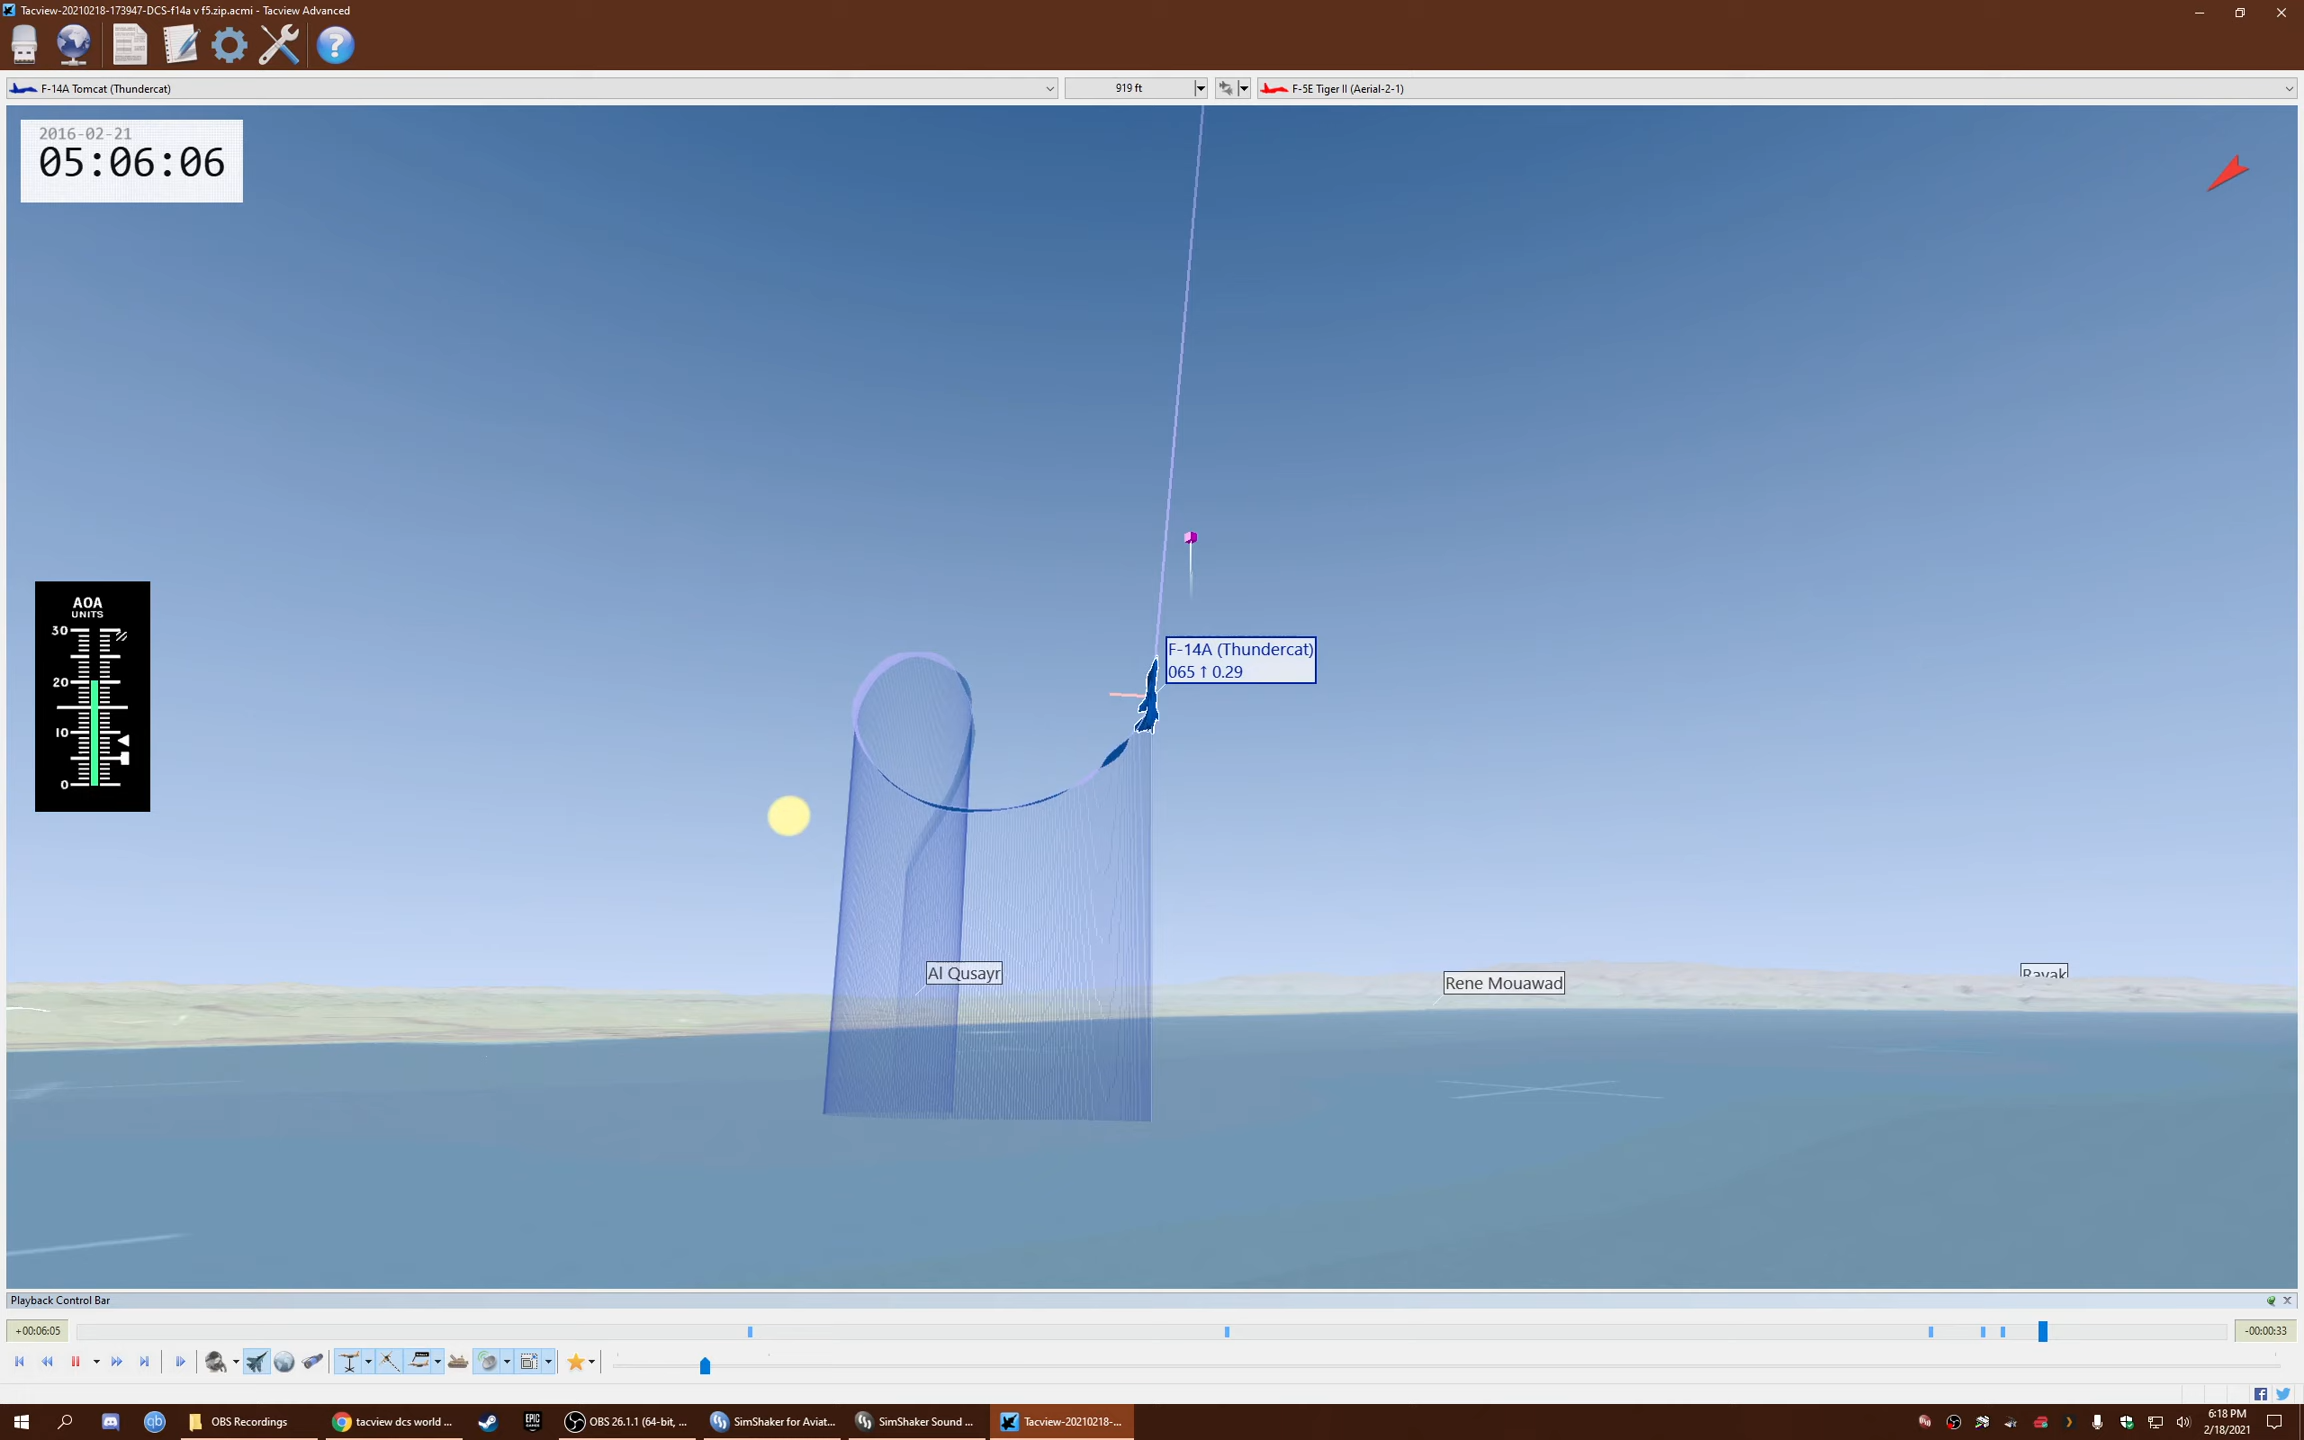 Tacview-20210218-173947-DCS-f14a v f5.zip.acmi - Tacview Advanced
F-14A Tomcat (Thundercat)
919 ft
F-5E Tiger II (Aerial-2-1)
2016-02-21
05:06:06
AOA
UNITS
30
20
10
0
F-14A (Thundercat)
065 ↑ 0.29
Al Qusayr
Rene Mouawad
Rayak
Playback Control Bar
+00:06:05
-00:00:33
OBS Recordings
tacview dcs world ...
EPIC
GAMES
OBS 26.1.1 (64-bit, ...
SimShaker for Aviat...
SimShaker Sound ...
Tacview-20210218-...
6:18 PM
2/18/2021